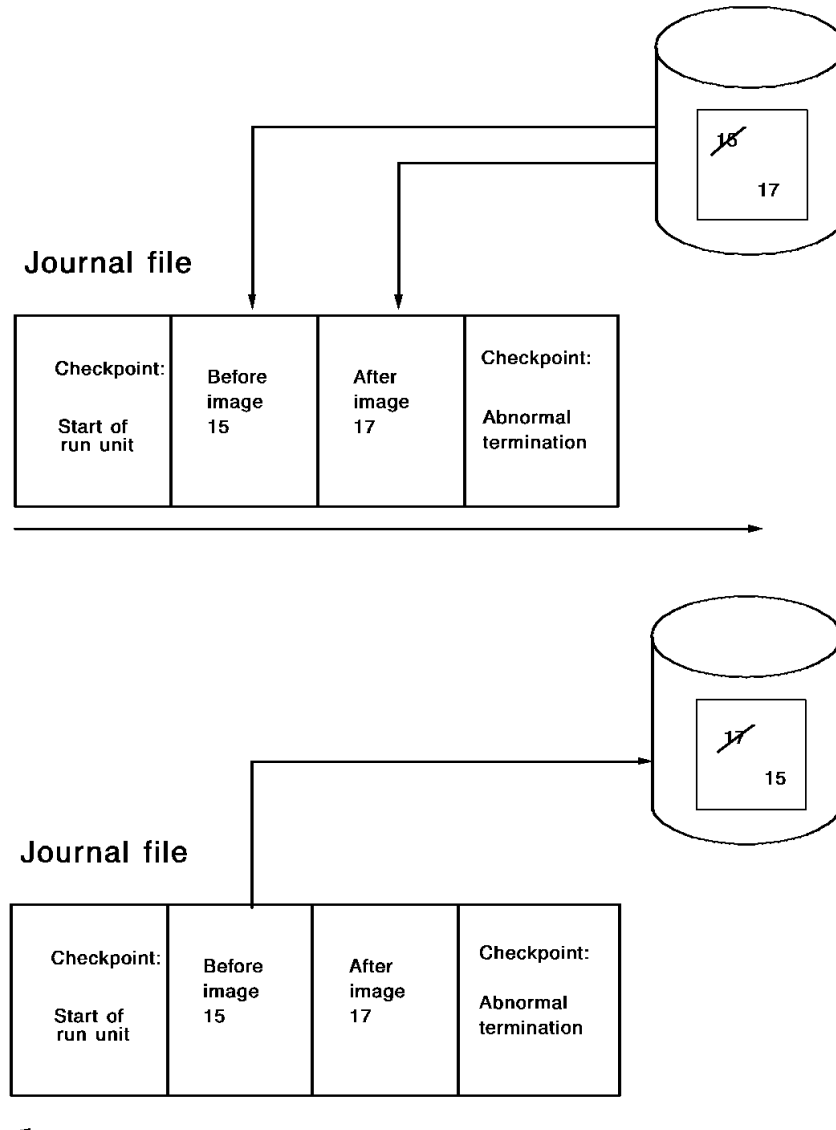 15
17
Journal file
Checkpoint:
Start of
run unit
Before
image
15
After
image
17
Checkpoint:
Abnormal
termination
17
15
Journal file
Checkpoint:
Start of
run unit
Before
image
15
After
image
17
Checkpoint:
Abnormal
termination